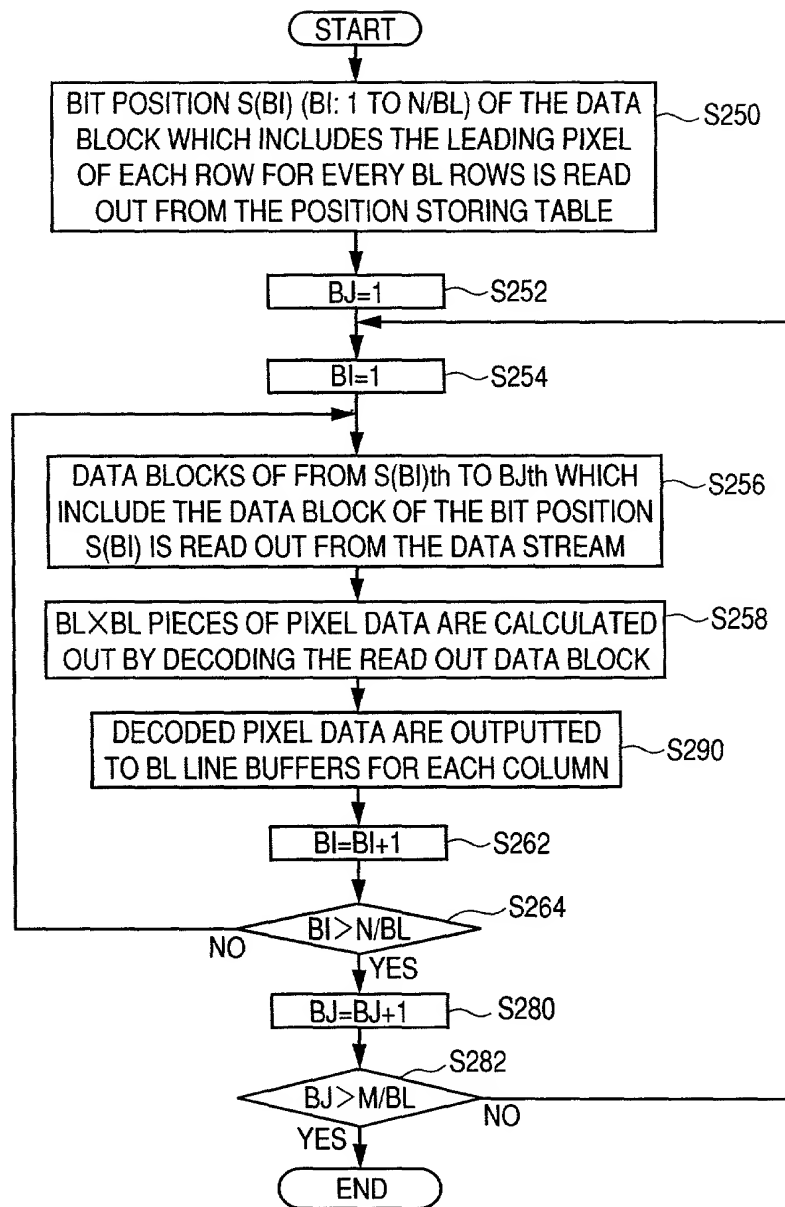 START
BIT POSITION S(BI) (BI: 1 TO N/BL) OF THE DATA
BLOCK WHICH INCLUDES THE LEADING PIXEL
OF EACH ROW FOR EVERY BL ROWS IS READ
OUT FROM THE POSITION STORING TABLE
S250
BJ=1
S252
BI=1
S254
DATA BLOCKS OF FROM S(BI)th TO BJth WHICH
INCLUDE THE DATA BLOCK OF THE BIT POSITION
S(BI) IS READ OUT FROM THE DATA STREAM
S256
BL×BL PIECES OF PIXEL DATA ARE CALCULATED
OUT BY DECODING THE READ OUT DATA BLOCK
S258
DECODED PIXEL DATA ARE OUTPUTTED
TO BL LINE BUFFERS FOR EACH COLUMN
S290
BI=BI+1
S262
BI>N/BL
S264
NO
YES
BJ=BJ+1
S280
BJ>M/BL
S282
NO
YES
END